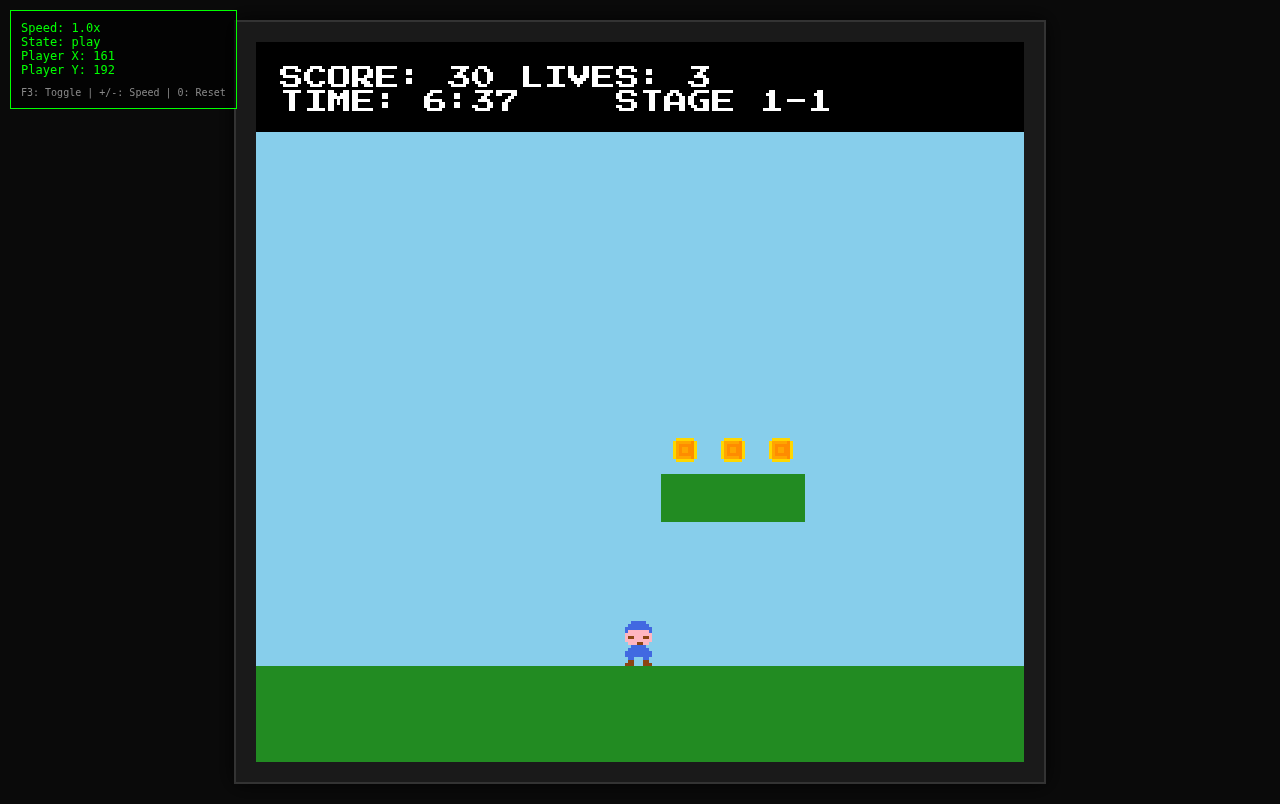 Speed: 1.0x
State: play
Player X: 161
Player Y: 192
F3: Toggle | +/-: Speed | 0: Reset
SCORE: 30 LIVES: 3
TIME: 6:37 STAGE 1-1